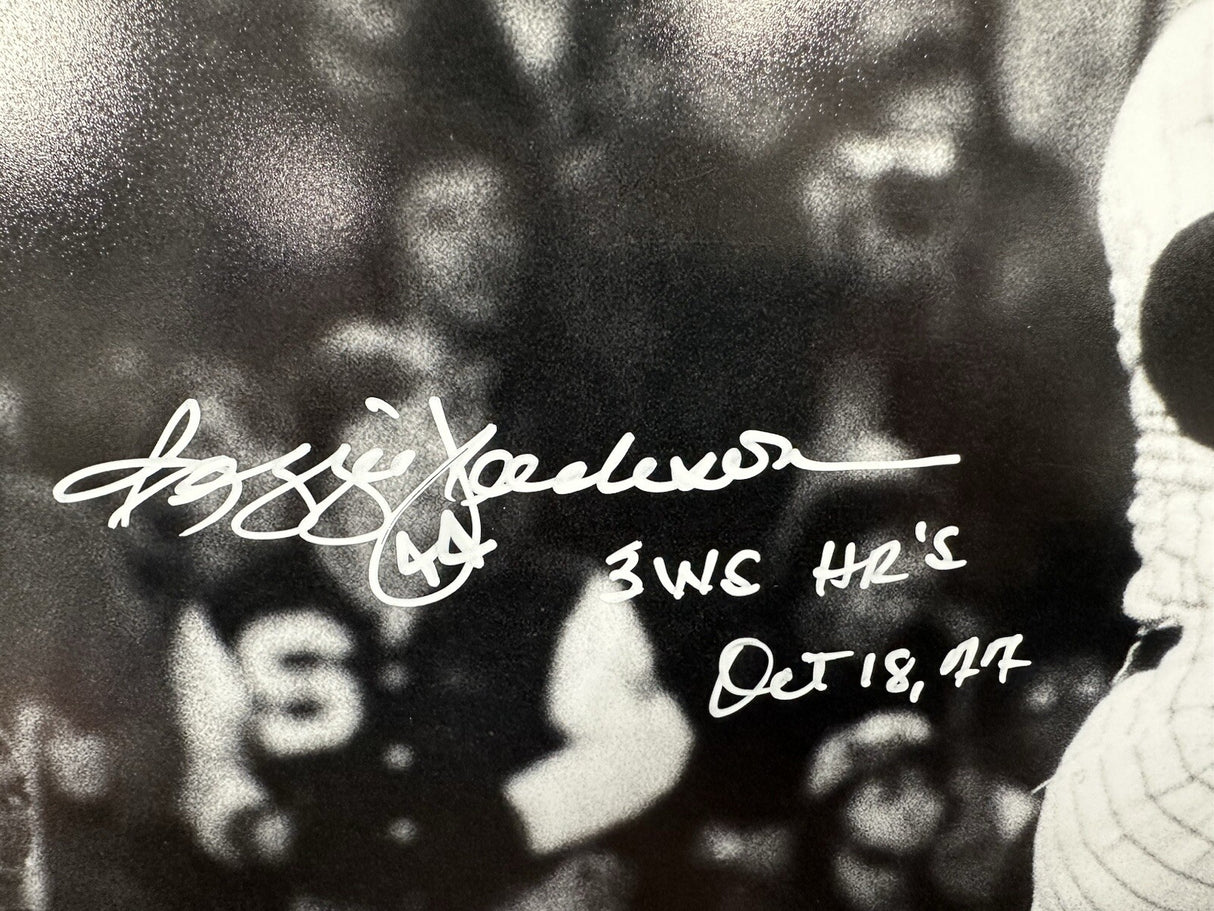 Reggie Jackson
44
3 WS HR'S
Oct 18, 77
S